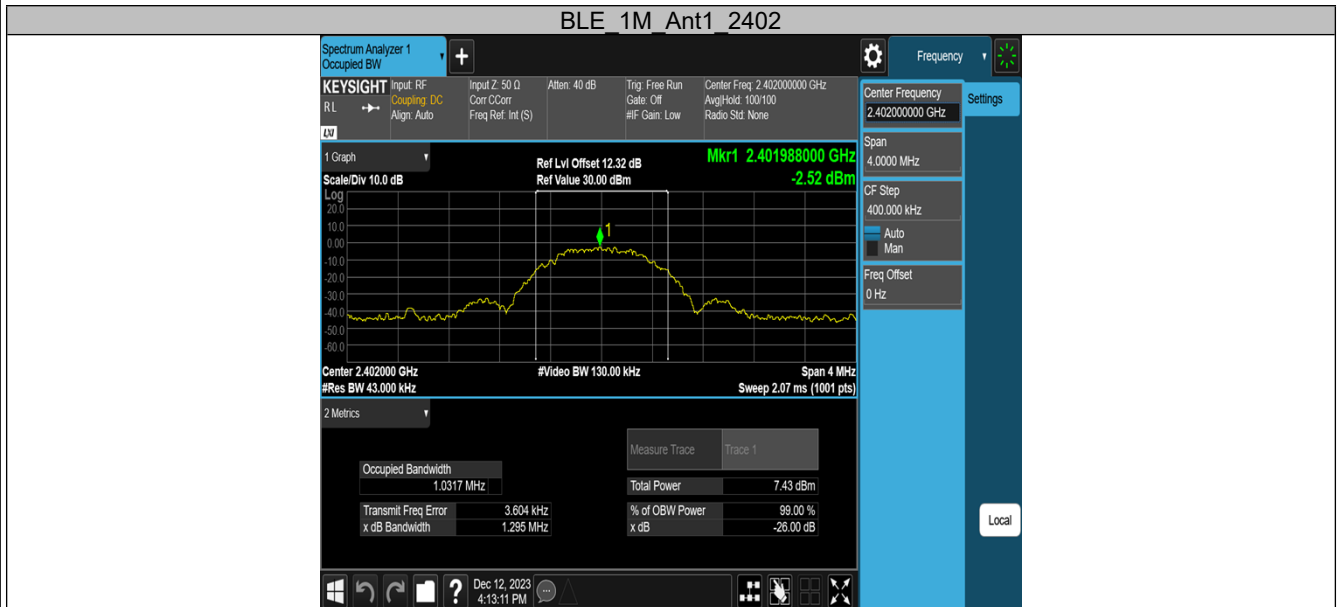 BLE_1M_Ant1_2402
Spectrum Analyzer 1
Occupied BW
+
Frequency
KEYSIGHT
RL
LXI
Input: RF
Coupling: DC
Align: Auto
Input Z: 50 Ω
Corr CCorr
Freq Ref: Int (S)
Atten: 40 dB
Trig: Free Run
Gate: Off
#IF Gain: Low
Center Freq: 2.402000000 GHz
Avg|Hold: 100/100
Radio Std: None
Center Frequency
2.402000000 GHz
Settings
Span
4.0000 MHz
CF Step
400.000 kHz
Auto
Man
Freq Offset
0 Hz
Local
1 Graph
Scale/Div 10.0 dB
Ref Lvl Offset 12.32 dB
Ref Value 30.00 dBm
Mkr1 2.401988000 GHz
-2.52 dBm
Log
20.0
10.0
0.00
-10.0
-20.0
-30.0
-40.0
-50.0
-60.0
1
Center 2.402000 GHz
#Video BW 130.00 kHz
Span 4 MHz
#Res BW 43.000 kHz
Sweep 2.07 ms (1001 pts)
2 Metrics
Measure Trace Trace 1
Occupied Bandwidth
1.0317 MHz
Total Power 7.43 dBm
Transmit Freq Error 3.604 kHz
% of OBW Power 99.00 %
x dB Bandwidth 1.295 MHz
x dB -26.00 dB
?
Dec 12, 2023
4:13:11 PM